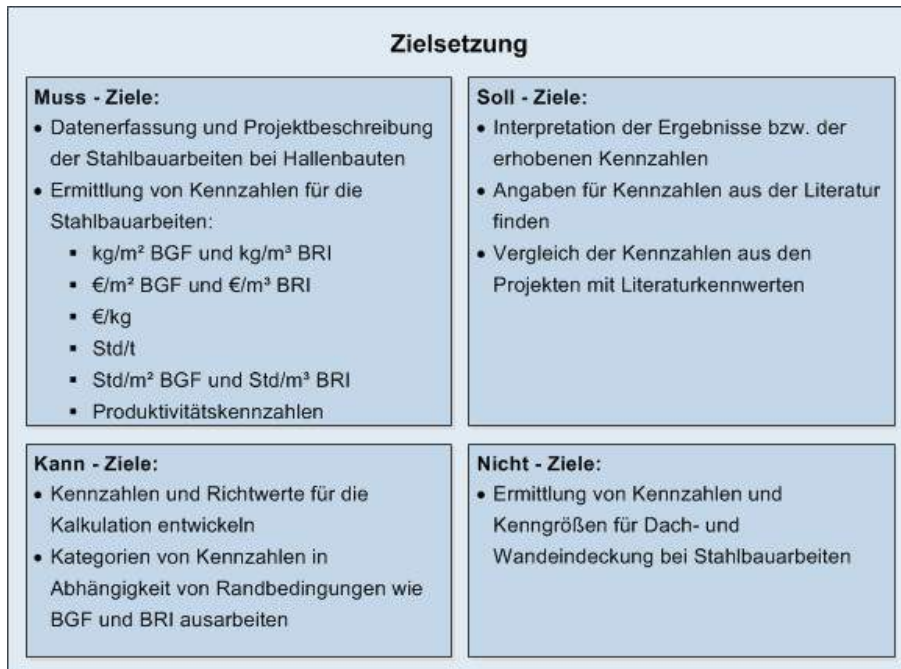 Zielsetzung
Muss - Ziele:
• Datenerfassung und Projektbeschreibung
der Stahlbauarbeiten bei Hallenbauten
• Ermittlung von Kennzahlen für die
Stahlbauarbeiten:
▪ kg/m² BGF und kg/m³ BRI
▪ €/m² BGF und €/m³ BRI
▪ €/kg
▪ Std/t
▪ Std/m² BGF und Std/m³ BRI
▪ Produktivitätskennzahlen
Soll - Ziele:
• Interpretation der Ergebnisse bzw. der
erhobenen Kennzahlen
• Angaben für Kennzahlen aus der Literatur
finden
• Vergleich der Kennzahlen aus den
Projekten mit Literaturkennwerten
Kann - Ziele:
• Kennzahlen und Richtwerte für die
Kalkulation entwickeln
• Kategorien von Kennzahlen in
Abhängigkeit von Randbedingungen wie
BGF und BRI ausarbeiten
Nicht - Ziele:
• Ermittlung von Kennzahlen und
Kenngrößen für Dach- und
Wandeindeckung bei Stahlbauarbeiten